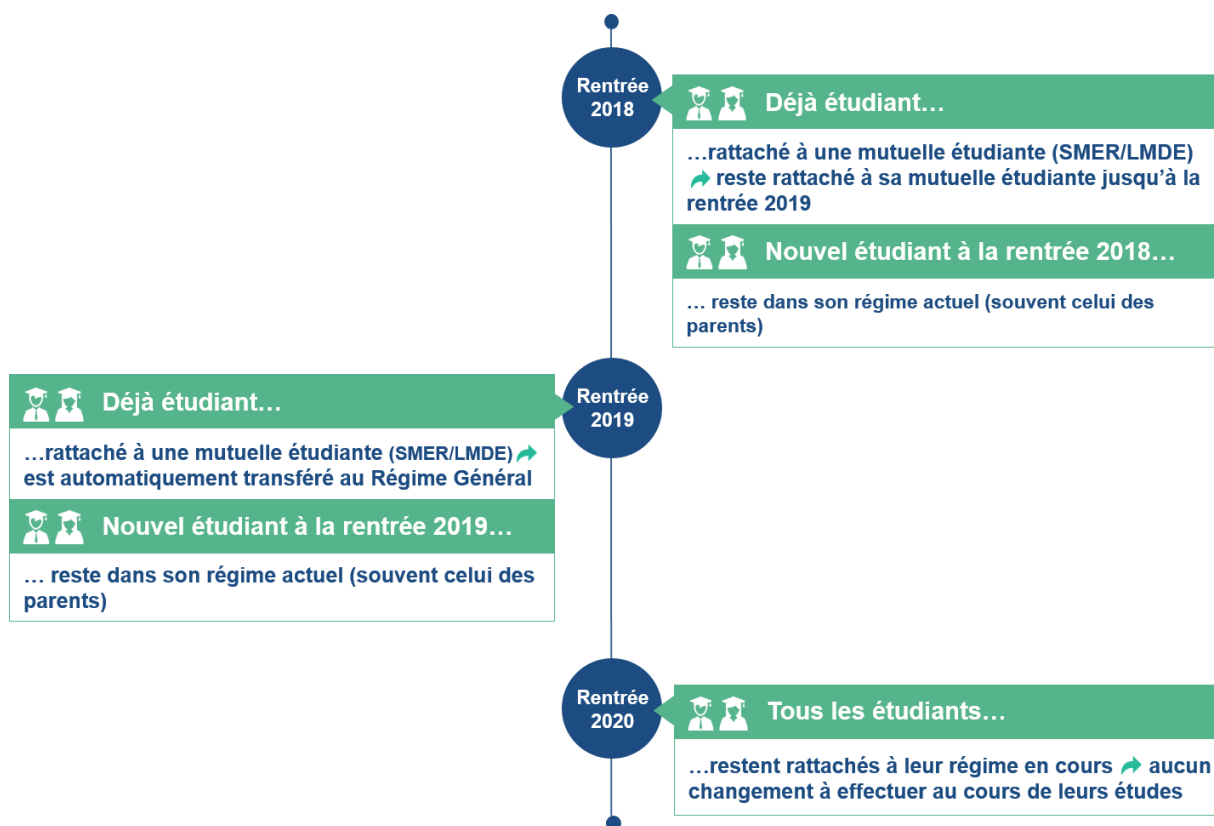 Rentrée
2018
Déjà étudiant…
…rattaché à une mutuelle étudiante (SMER/LMDE)
reste rattaché à sa mutuelle étudiante jusqu’à la
rentrée 2019
Nouvel étudiant à la rentrée 2018…
… reste dans son régime actuel (souvent celui des
parents)
Rentrée
2019
Déjà étudiant…
…rattaché à une mutuelle étudiante (SMER/LMDE)
est automatiquement transféré au Régime Général
Nouvel étudiant à la rentrée 2019…
… reste dans son régime actuel (souvent celui des
parents)
Rentrée
2020
Tous les étudiants…
…restent rattachés à leur régime en cours aucun
changement à effectuer au cours de leurs études